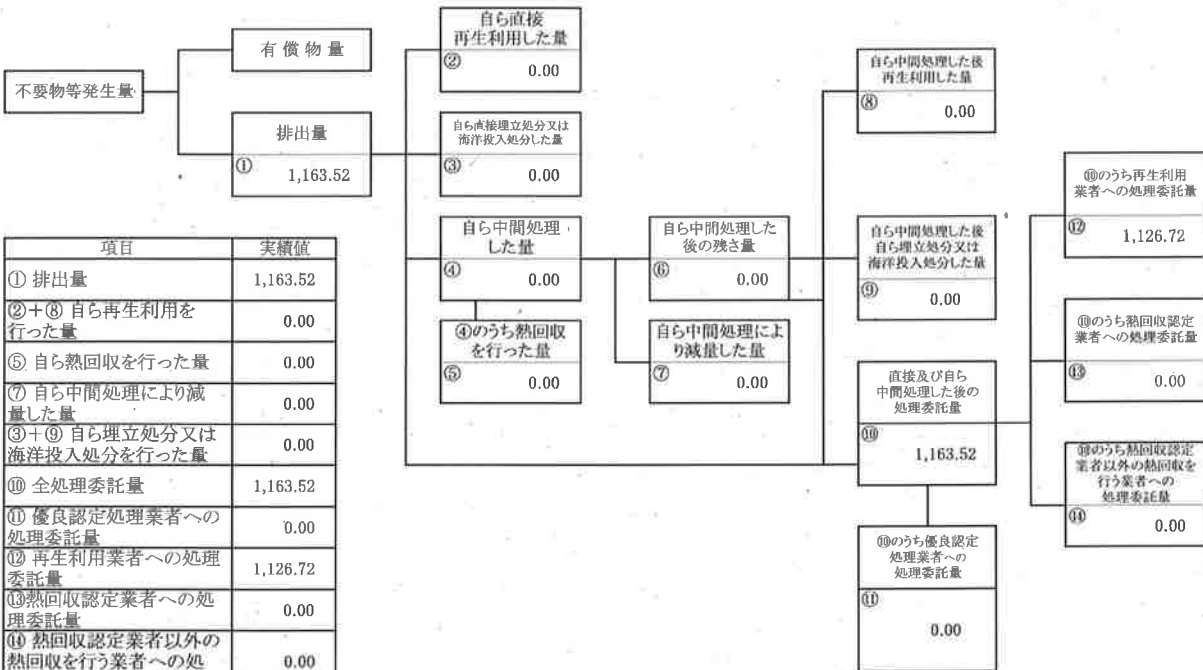 不要物等発生量
有償物量
排出量
① 1,163.52
自ら直接
再生利用した量
② 0.00
自ら直接埋立処分又は
海洋投入処分した量
③ 0.00
自ら中間処理
した量
④ 0.00
④のうち熱回収
を行った量
⑤ 0.00
自ら中間処理した
後の残さ量
⑥ 0.00
自ら中間処理によ
り減量した量
⑦ 0.00
自ら中間処理した後
再生利用した量
⑧ 0.00
自ら中間処理した後
自ら埋立処分又は
海洋投入処分した量
⑨ 0.00
直接及び自ら
中間処理した後の
処理委託量
⑩ 1,163.52
⑩のうち優良認定
処理業者への
処理委託量
⑪ 0.00
⑩のうち再生利用
業者への処理委託量
⑫ 1,126.72
⑩のうち熱回収認定
業者への処理委託量
⑬ 0.00
⑩のうち熱回収認定
業者以外の熱回収を
行う業者への
処理委託量
⑭ 0.00
項目 実績値
① 排出量 1,163.52
②+⑧ 自ら再生利用を
行った量 0.00
⑤ 自ら熱回収を行った量 0.00
⑦ 自ら中間処理により減
量した量 0.00
③+⑨ 自ら埋立処分又は
海洋投入処分を行った量 0.00
⑩ 全処理委託量 1,163.52
⑪ 優良認定処理業者への
処理委託量 0.00
⑫ 再生利用業者への処理
委託量 1,126.72
⑬熱回収認定業者への処
理委託量 0.00
⑭ 熱回収認定業者以外の
熱回収を行う業者への処 0.00